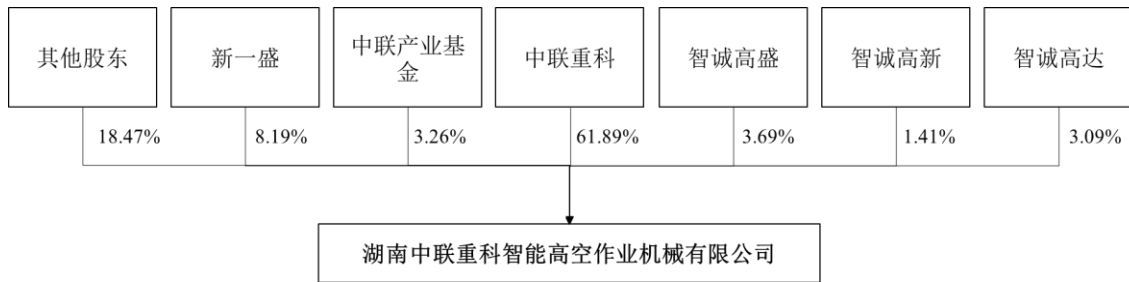 其他股东
新一盛
中联产业基
金
中联重科
智诚高盛
智诚高新
智诚高达
18.47%
8.19%
3.26%
61.89%
3.69%
1.41%
3.09%
湖南中联重科智能高空作业机械有限公司